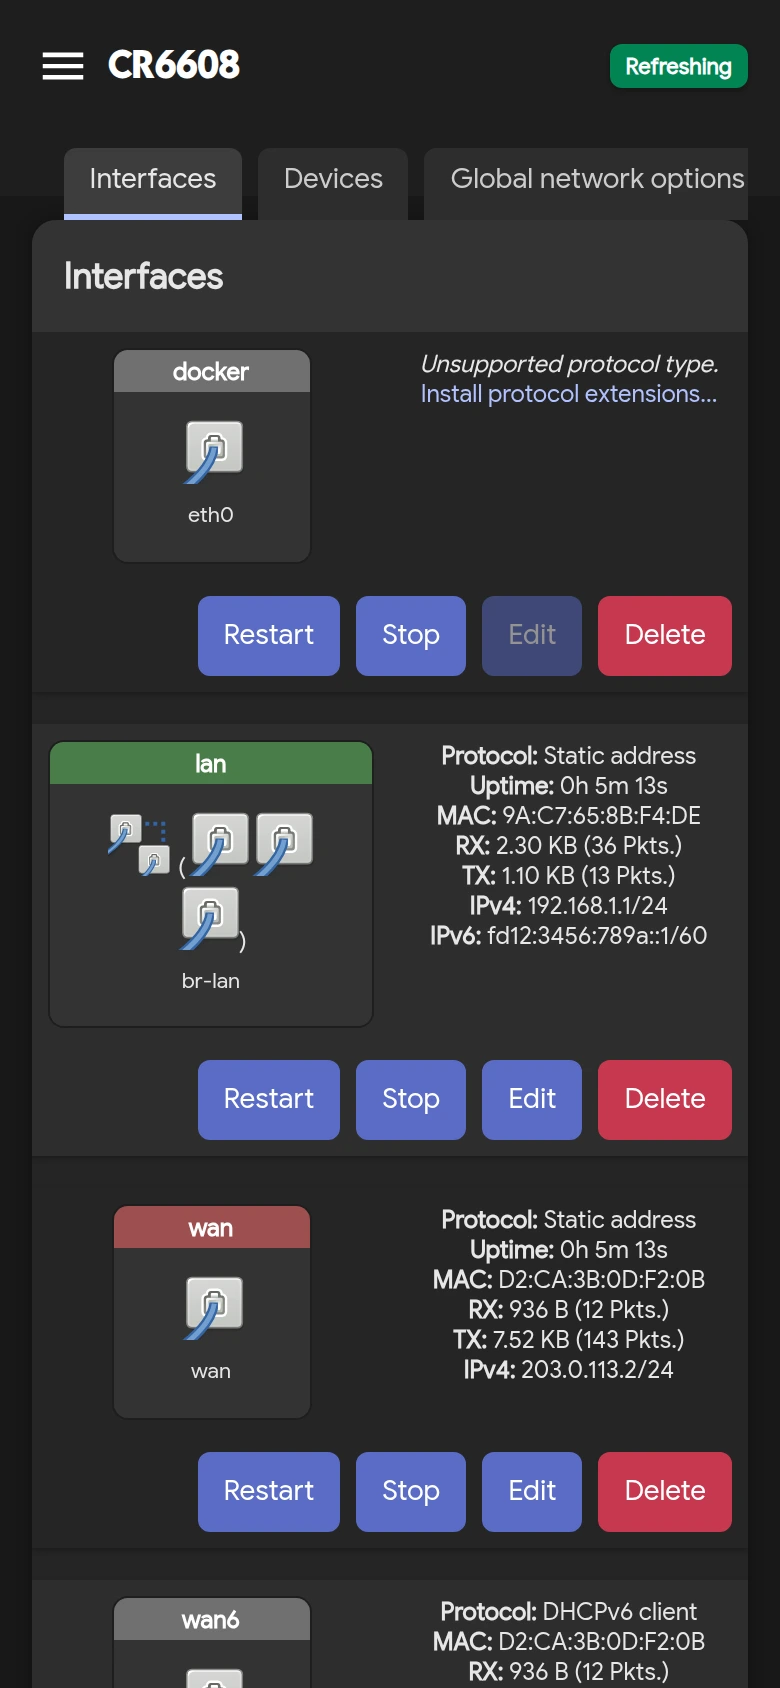 CR6608
Refreshing
Interfaces
Devices
Global network options
Interfaces
docker
eth0
Unsupported protocol type.
Install protocol extensions...
Restart
Stop
Edit
Delete
lan
(
)
br-lan
Protocol: Static address
Uptime: 0h 5m 13s
MAC: 9A:C7:65:8B:F4:DE
RX: 2.30 KB (36 Pkts.)
TX: 1.10 KB (13 Pkts.)
IPv4: 192.168.1.1/24
IPv6: fd12:3456:789a::1/60
Restart
Stop
Edit
Delete
wan
wan
Protocol: Static address
Uptime: 0h 5m 13s
MAC: D2:CA:3B:0D:F2:0B
RX: 936 B (12 Pkts.)
TX: 7.52 KB (143 Pkts.)
IPv4: 203.0.113.2/24
Restart
Stop
Edit
Delete
wan6
Protocol: DHCPv6 client
MAC: D2:CA:3B:0D:F2:0B
RX: 936 B (12 Pkts.)